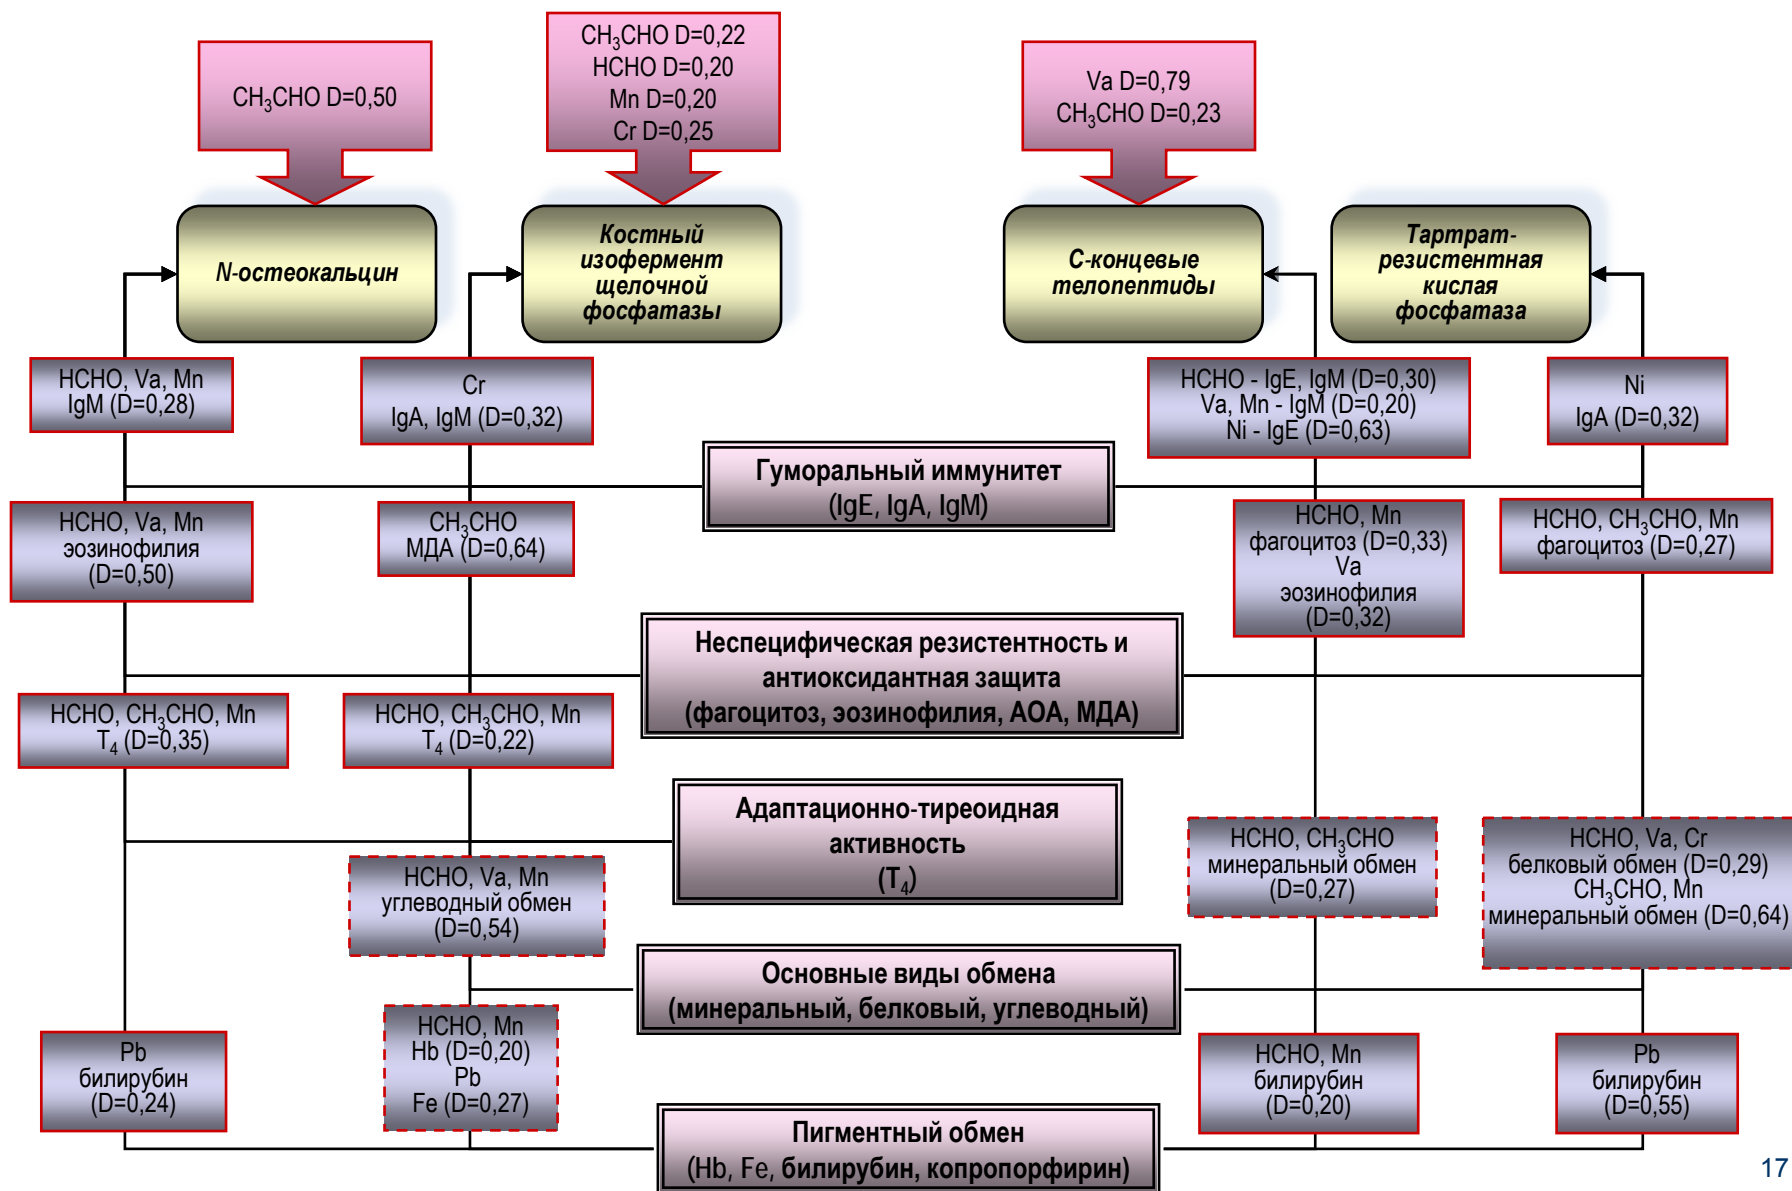 CH₃CHO D=0,50
CH₃CHO D=0,22
HCHO D=0,20
Mn D=0,20
Cr D=0,25
Va D=0,79
CH₃CHO D=0,23
N-остеокальцин
Костный
изофермент
щелочной
фосфатазы
С-концевые
телопептиды
Тартрат-
резистентная
кислая
фосфатаза
HCHO, Va, Mn
IgM (D=0,28)
Cr
IgA, IgM (D=0,32)
HCHO - IgE, IgM (D=0,30)
Va, Mn - IgM (D=0,20)
Ni - IgE (D=0,63)
Ni
IgA (D=0,32)
Гуморальный иммунитет
(IgE, IgA, IgM)
HCHO, Va, Mn
эозинофилия
(D=0,50)
CH₃CHO
МДА (D=0,64)
HCHO, Mn
фагоцитоз (D=0,33)
Va
эозинофилия
(D=0,32)
HCHO, CH₃CHO, Mn
фагоцитоз (D=0,27)
Неспецифическая резистентность и
антиоксидантная защита
(фагоцитоз, эозинофилия, АОА, МДА)
HCHO, CH₃CHO, Mn
T₄ (D=0,35)
HCHO, CH₃CHO, Mn
T₄ (D=0,22)
Адаптационно-тиреоидная
активность
(T₄)
HCHO, Va, Mn
углеводный обмен
(D=0,54)
HCHO, CH₃CHO
минеральный обмен
(D=0,27)
HCHO, Va, Cr
белковый обмен (D=0,29)
CH₃CHO, Mn
минеральный обмен (D=0,64)
Основные виды обмена
(минеральный, белковый, углеводный)
Pb
билирубин
(D=0,24)
HCHO, Mn
Hb (D=0,20)
Pb
Fe (D=0,27)
HCHO, Mn
билирубин
(D=0,20)
Pb
билирубин
(D=0,55)
Пигментный обмен
(Hb, Fe, билирубин, копропорфирин)
17